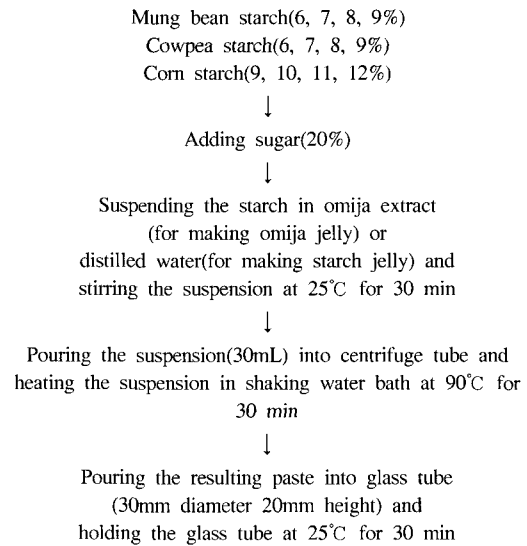 Mung bean starch(6, 7, 8, 9%)
Cowpea starch(6, 7, 8, 9%)
Corn starch(9, 10, 11, 12%)
↓
Adding sugar(20%)
↓
Suspending the starch in omija extract
(for making omija jelly) or
distilled water(for making starch jelly) and
stirring the suspension at 25℃ for 30 min
↓
Pouring the suspension(30mL) into centrifuge tube and
heating the suspension in shaking water bath at 90℃ for
30 min
↓
Pouring the resulting paste into glass tube
(30mm diameter 20mm height) and
holding the glass tube at 25℃ for 30 min